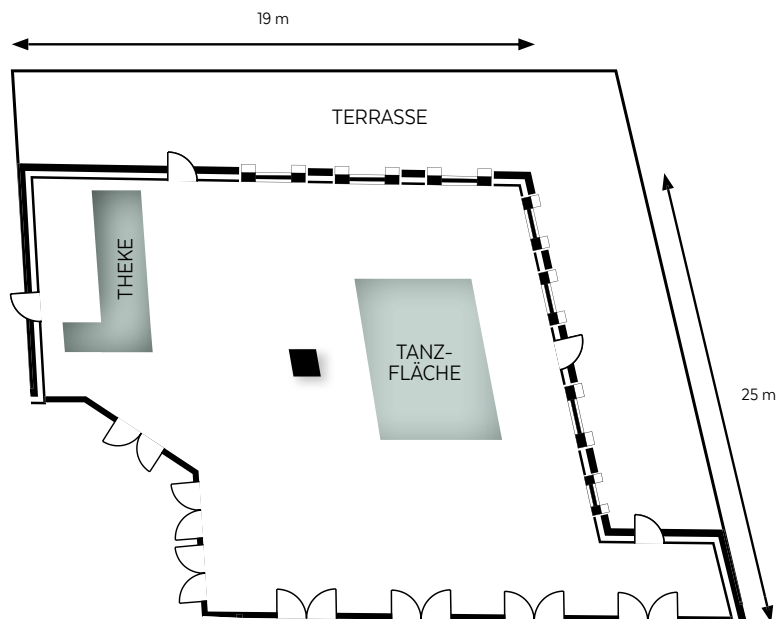 19 m
TERRASSE
THEKE
TANZ-
FLÄCHE
25 m